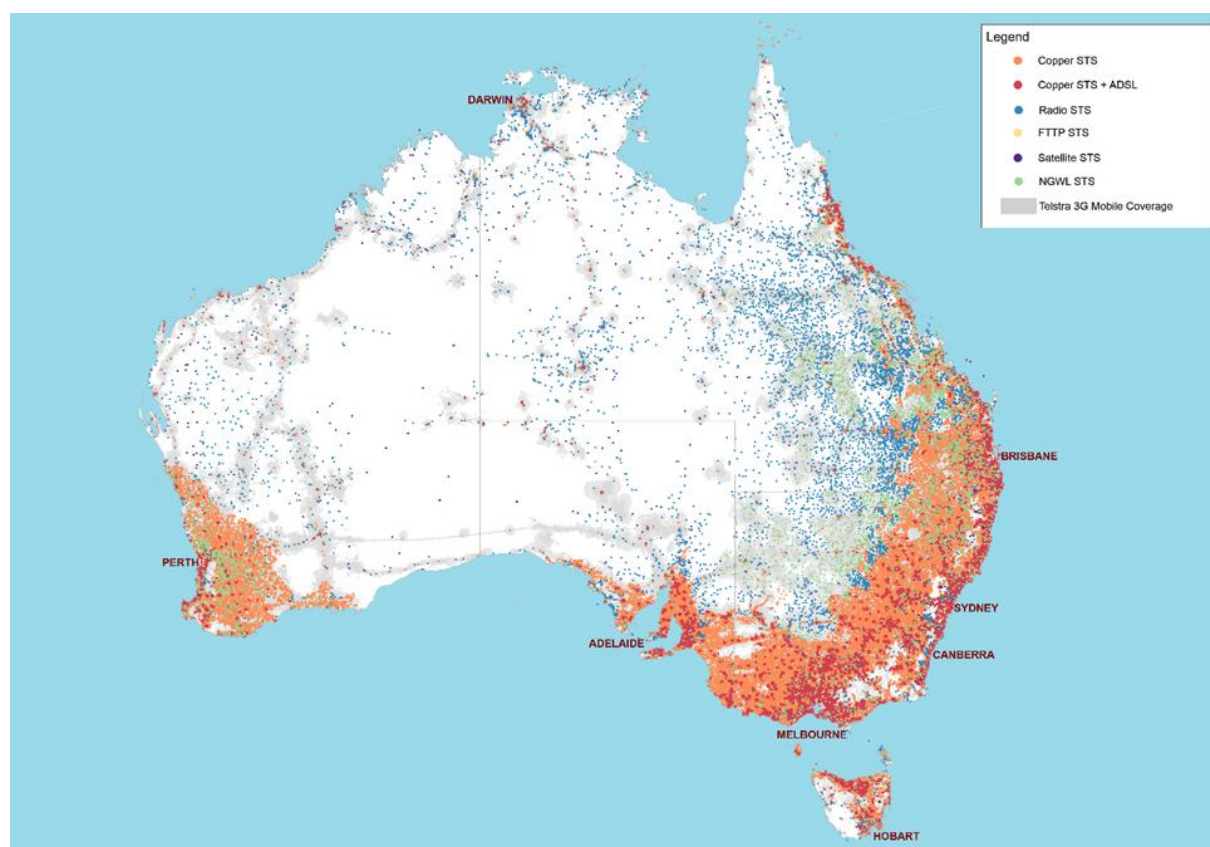 Legend
Copper STS
Copper STS + ADSL
Radio STS
FTTP STS
Satellite STS
NGWL STS
Telstra 3G Mobile Coverage
DARWIN
BRISBANE
PERTH
SYDNEY
ADELAIDE
CANBERRA
MELBOURNE
HOBART